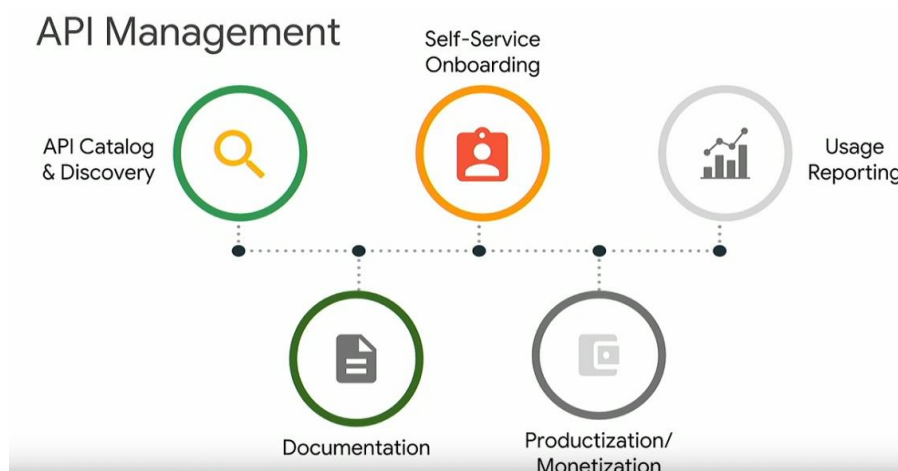 API Management
Self-Service
Onboarding
API Catalog
& Discovery
Usage
Reporting
Documentation
Productization/
Monetization